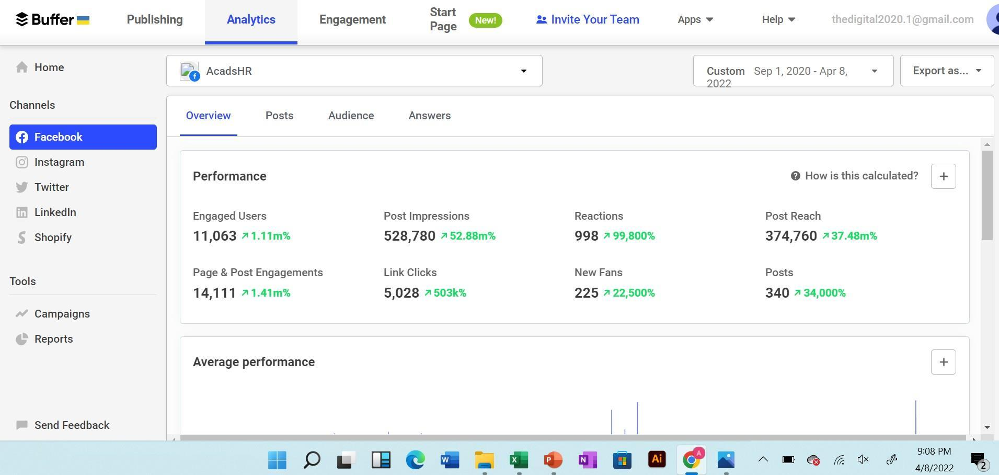 Buffer
Publishing
Analytics
Engagement
Start
Page
New!
Invite Your Team
Apps
Help
thedigital2020.1@gmail.com
Home
Channels
Facebook
Instagram
Twitter
LinkedIn
Shopify
Tools
Campaigns
Reports
Send Feedback
AcadsHR
Custom Sep 1, 2020 - Apr 8,
2022
Export as...
Overview
Posts
Audience
Answers
Performance
How is this calculated?
Engaged Users
11,063 1.11m%
Post Impressions
528,780 52.88m%
Reactions
998 99,800%
Post Reach
374,760 37.48m%
Page & Post Engagements
14,111 1.41m%
Link Clicks
5,028 503k%
New Fans
225 22,500%
Posts
340 34,000%
Average performance
W
X
P
N
Ai
A
9:08 PM
4/8/2022
2